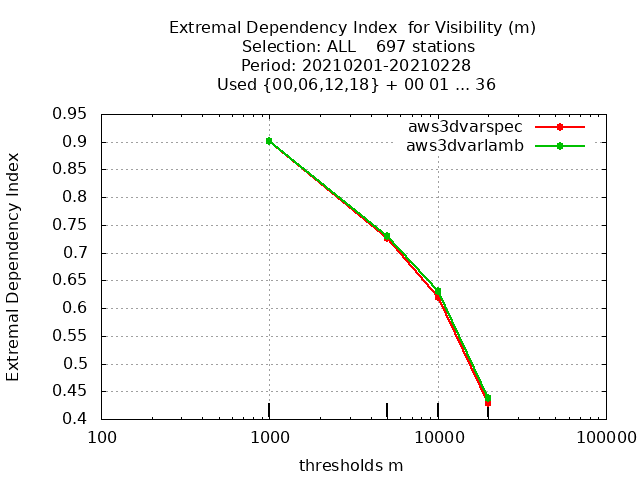 Extremal Dependency Index  for Visibility (m)
Selection: ALL    697 stations
Period: 20210201-20210228
Used {00,06,12,18} + 00 01 ... 36
aws3dvarspec
aws3dvarlamb
Extremal Dependency Index
0.95
0.9
0.85
0.8
0.75
0.7
0.65
0.6
0.55
0.5
0.45
0.4
100 1000 10000 100000
thresholds m